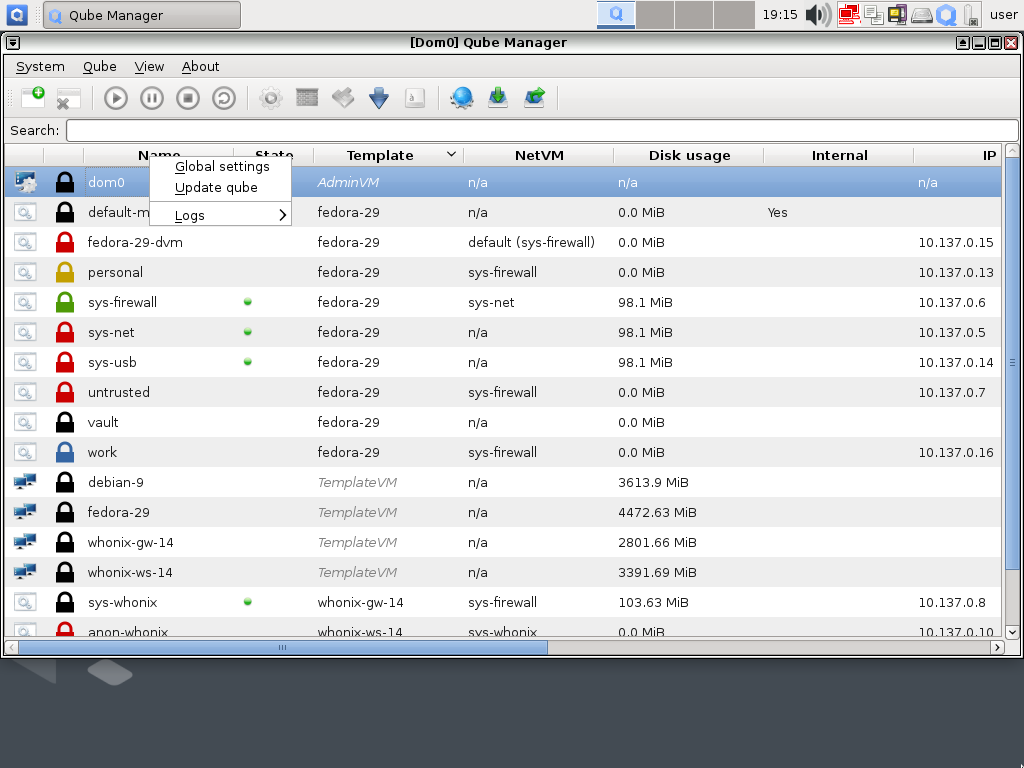 Qube Manager 19:15 user
[Dom0] Qube Manager
System Qube View About
Search:
Name State Template NetVM Disk usage Internal IP
Global settings
Update qube
Logs
dom0 AdminVM n/a n/a n/a
default-m fedora-29 n/a 0.0 MiB Yes
fedora-29-dvm fedora-29 default (sys-firewall) 0.0 MiB 10.137.0.15
personal fedora-29 sys-firewall 0.0 MiB 10.137.0.13
sys-firewall fedora-29 sys-net 98.1 MiB 10.137.0.6
sys-net fedora-29 n/a 98.1 MiB 10.137.0.5
sys-usb fedora-29 n/a 98.1 MiB 10.137.0.14
untrusted fedora-29 sys-firewall 0.0 MiB 10.137.0.7
vault fedora-29 n/a 0.0 MiB
work fedora-29 sys-firewall 0.0 MiB 10.137.0.16
debian-9 TemplateVM n/a 3613.9 MiB
fedora-29 TemplateVM n/a 4472.63 MiB
whonix-gw-14 TemplateVM n/a 2801.66 MiB
whonix-ws-14 TemplateVM n/a 3391.69 MiB
sys-whonix whonix-gw-14 sys-firewall 103.63 MiB 10.137.0.8
anon-whonix whonix-ws-14 sys-whonix 0.0 MiB 10.137.0.10